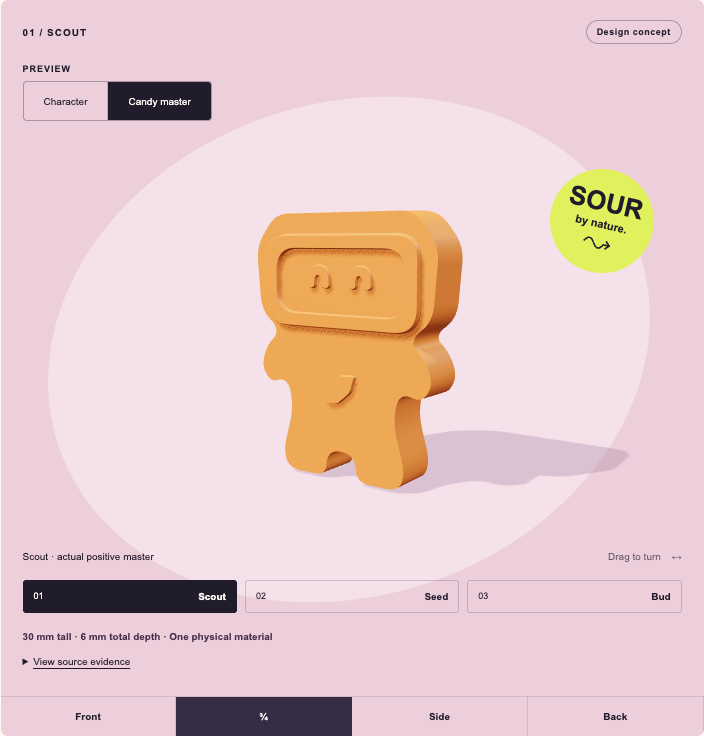 01 / SCOUT
Design concept
PREVIEW
Character
Candy master
SOUR
by nature.
Scout · actual positive master
Drag to turn ↔
01 Scout
02 Seed
03 Bud
30 mm tall · 6 mm total depth · One physical material
▶ View source evidence
Front
¾
Side
Back